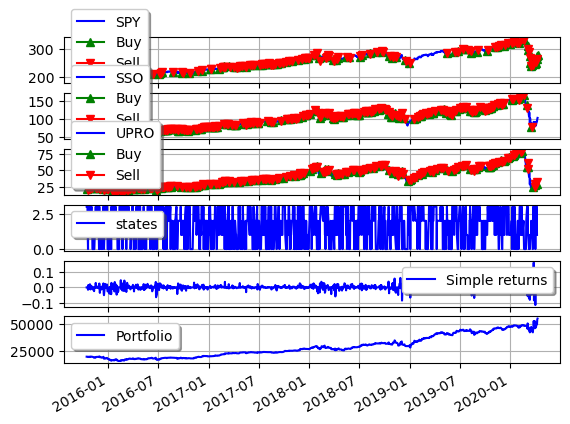 SPY
Buy
Sell
300
200
SSO
Buy
Sell
150
100
50
UPRO
Buy
Sell
75
50
25
states
2.5
0.0
Simple returns
0.1
0.0
−0.1
Portfolio
50000
25000
2016-01
2016-07
2017-01
2017-07
2018-01
2018-07
2019-01
2019-07
2020-01